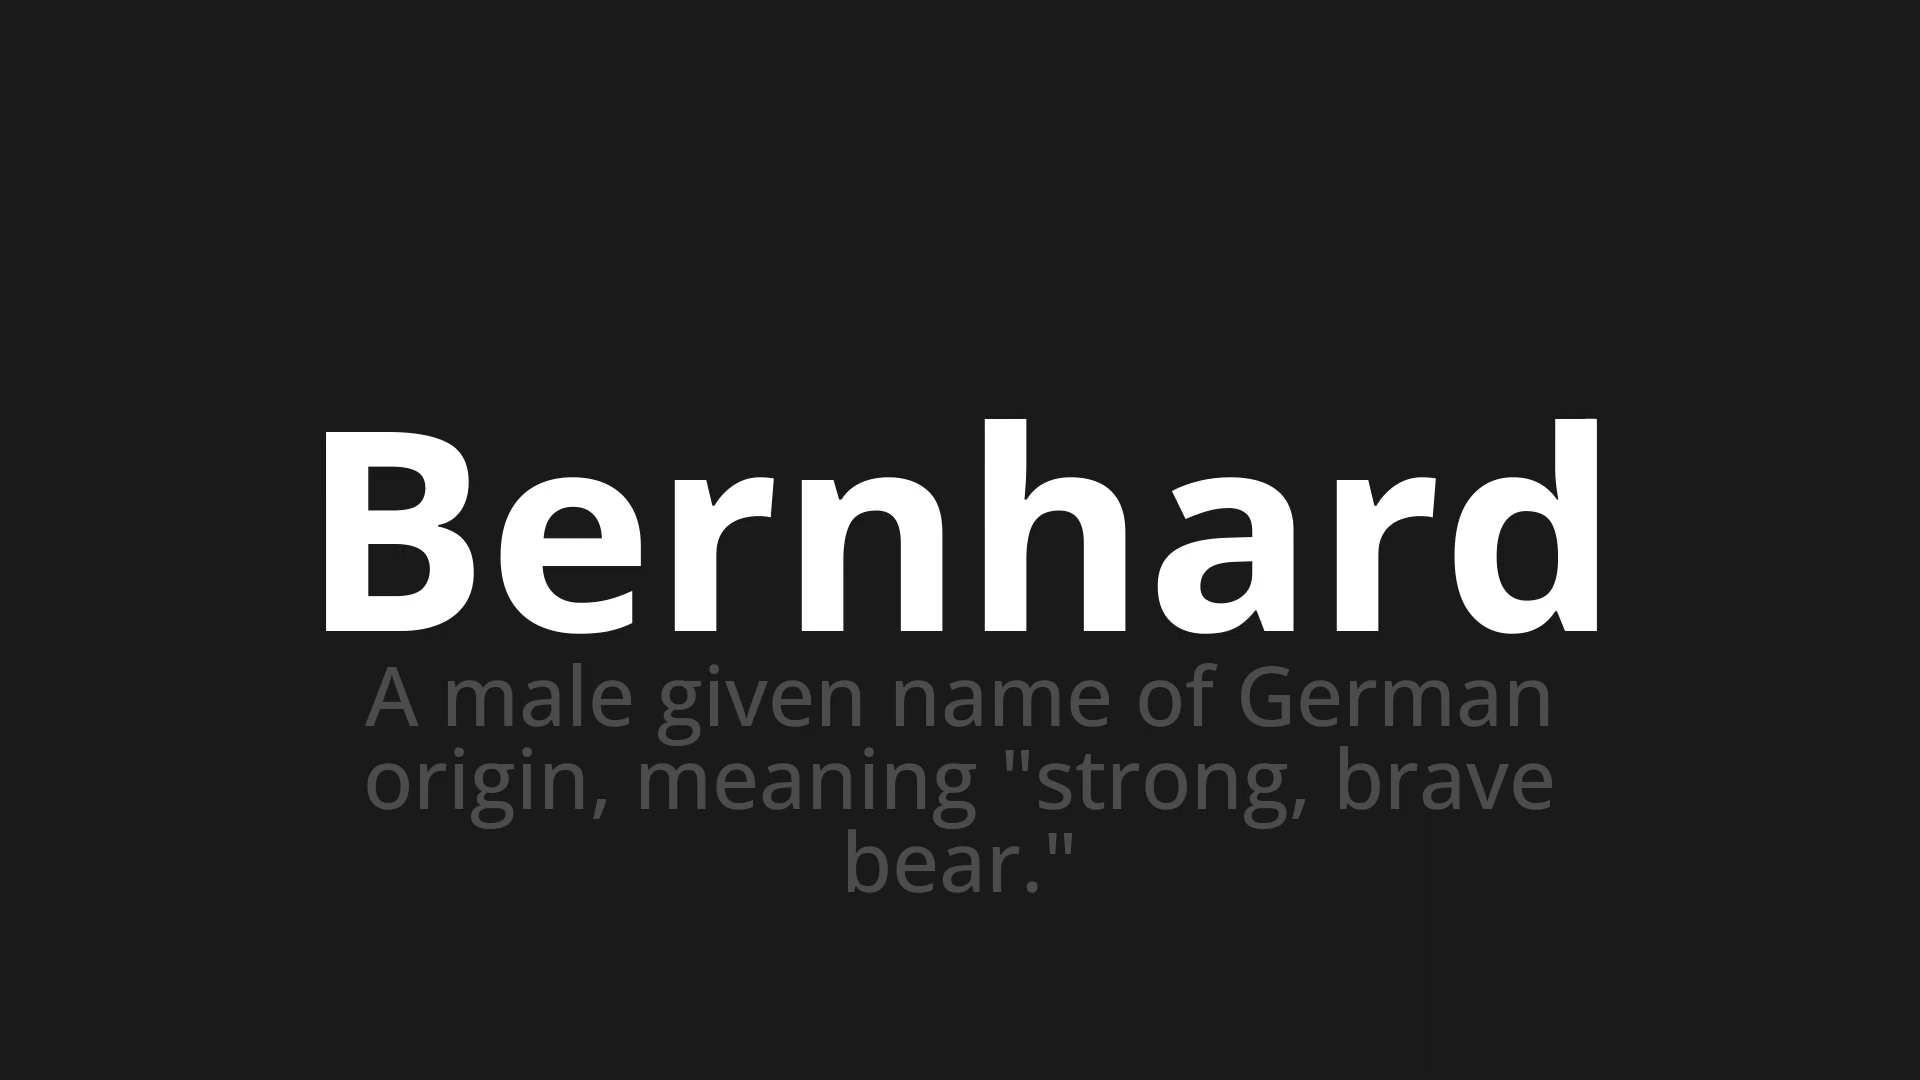 Bernhard
A male given name of German
origin, meaning "strong, brave
bear."